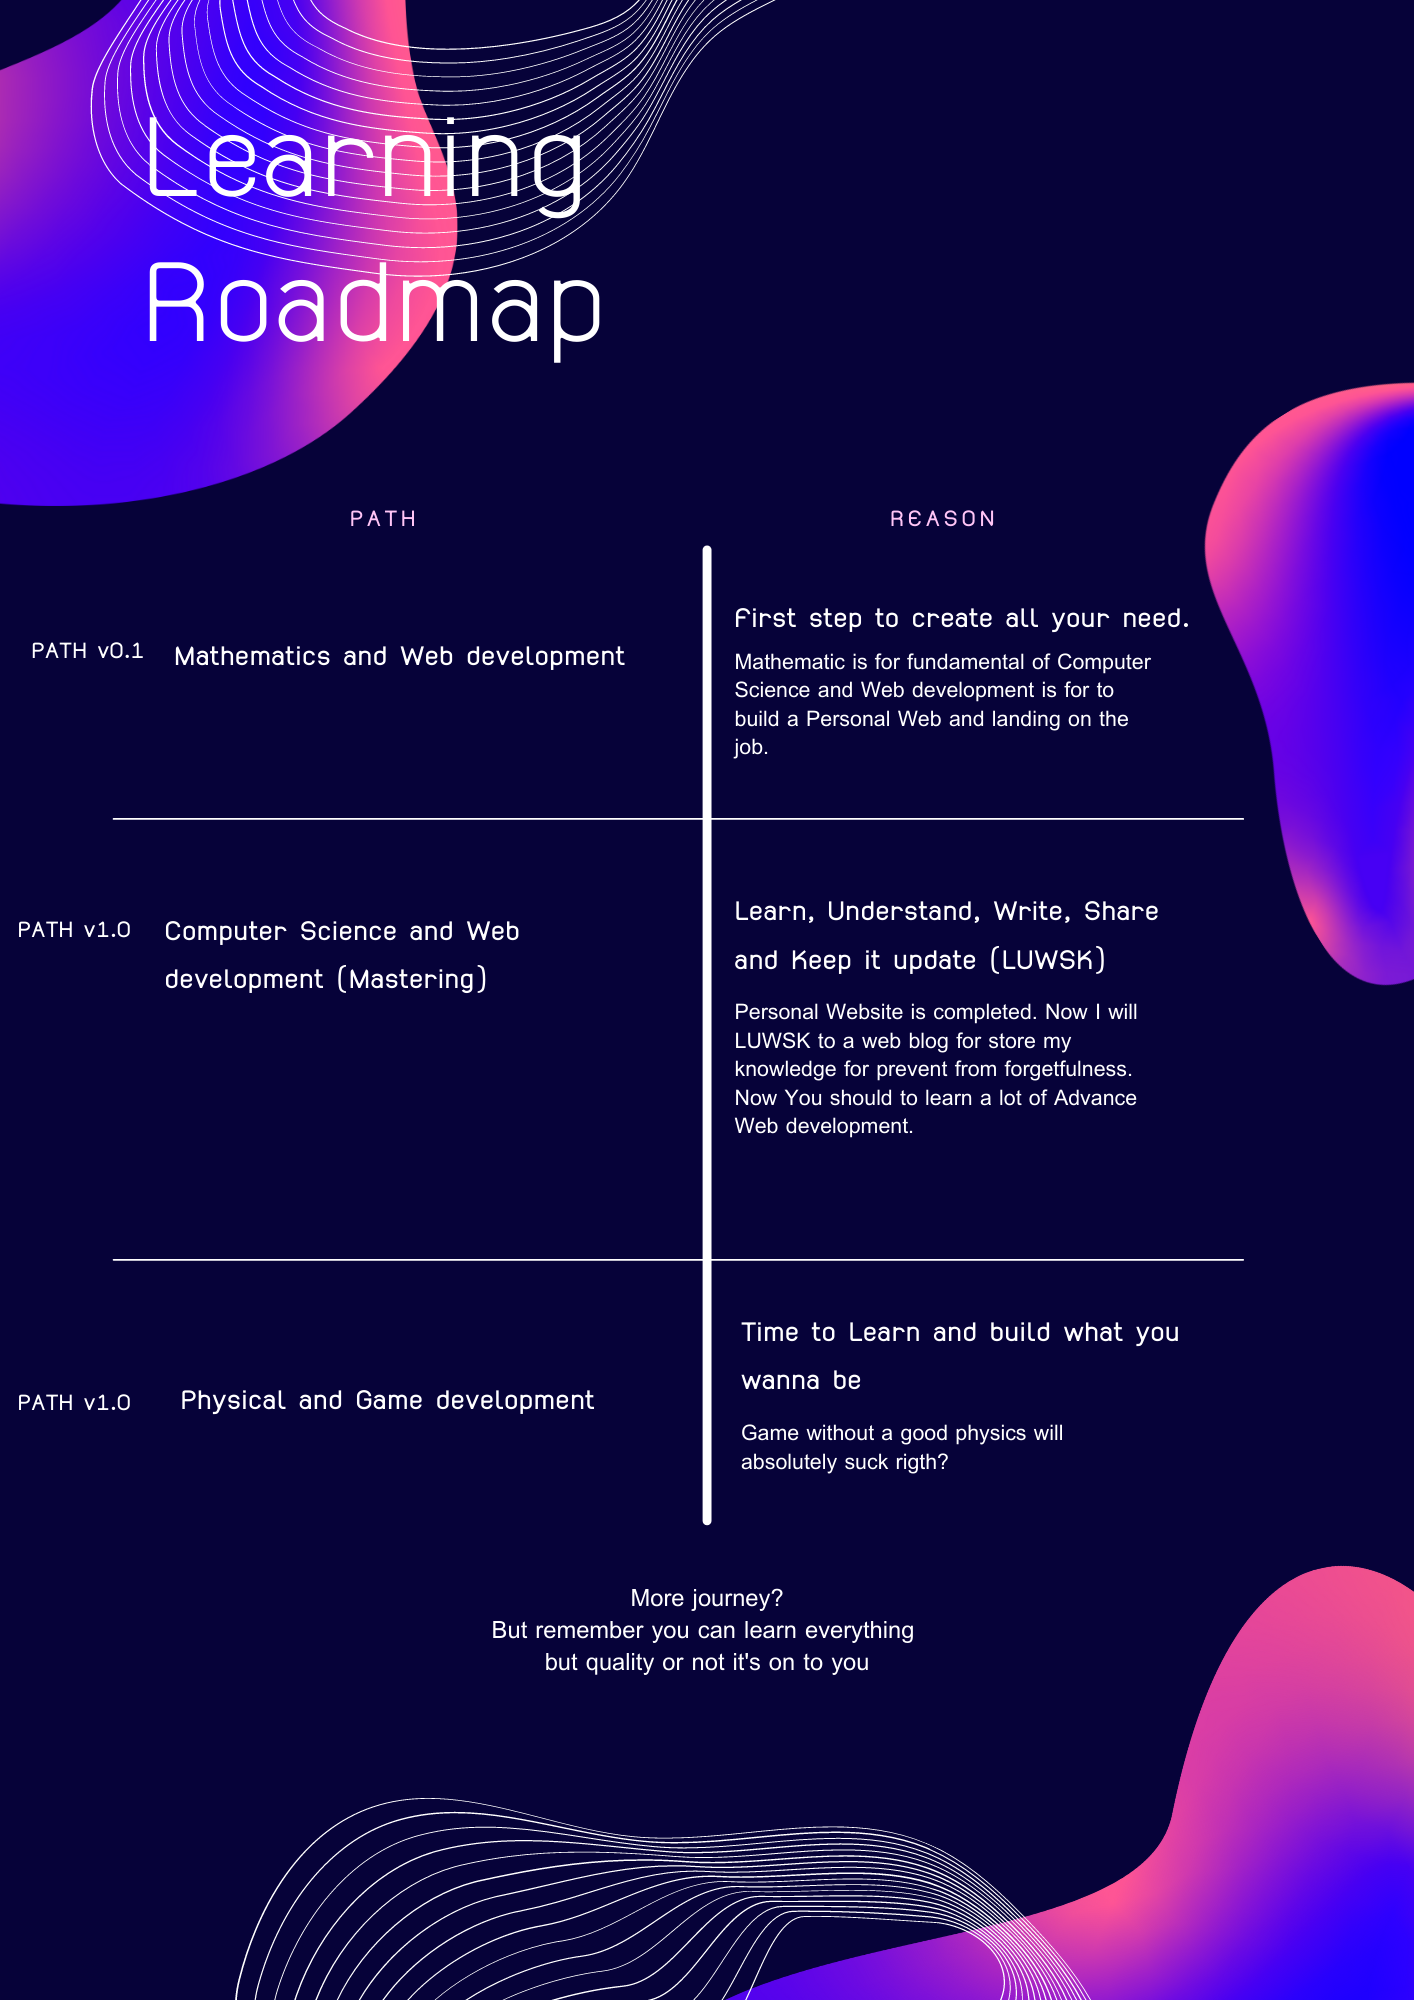 Learning
Roadmap
PATH
REASON
PATH v0.1
Mathematics and Web development
First step to create all your need.
Mathematic is for fundamental of Computer
Science and Web development is for to
build a Personal Web and landing on the
job.
PATH v1.0
Computer Science and Web
development (Mastering)
Learn, Understand, Write, Share
and Keep it update (LUWSK)
Personal Website is completed. Now I will
LUWSK to a web blog for store my
knowledge for prevent from forgetfulness.
Now You should to learn a lot of Advance
Web development.
PATH v1.0
Physical and Game development
Time to Learn and build what you
wanna be
Game without a good physics will
absolutely suck rigth?
More journey?
But remember you can learn everything
but quality or not it's on to you